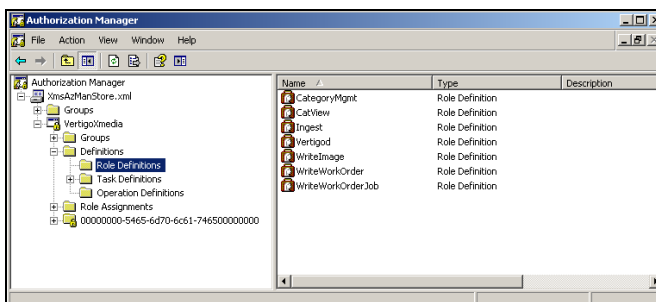 Authorization Manager
File Action View Window Help
Authorization Manager
XmsAzManStore.xml
Groups
VertigoXmedia
Groups
Definitions
Role Definitions
Task Definitions
Operation Definitions
Role Assignments
00000000-5465-6d70-6c61-746500000000
Name Type Description
CategoryMgmt Role Definition
CatView Role Definition
Ingest Role Definition
Vertigod Role Definition
WriteImage Role Definition
WriteWorkOrder Role Definition
WriteWorkOrderJob Role Definition